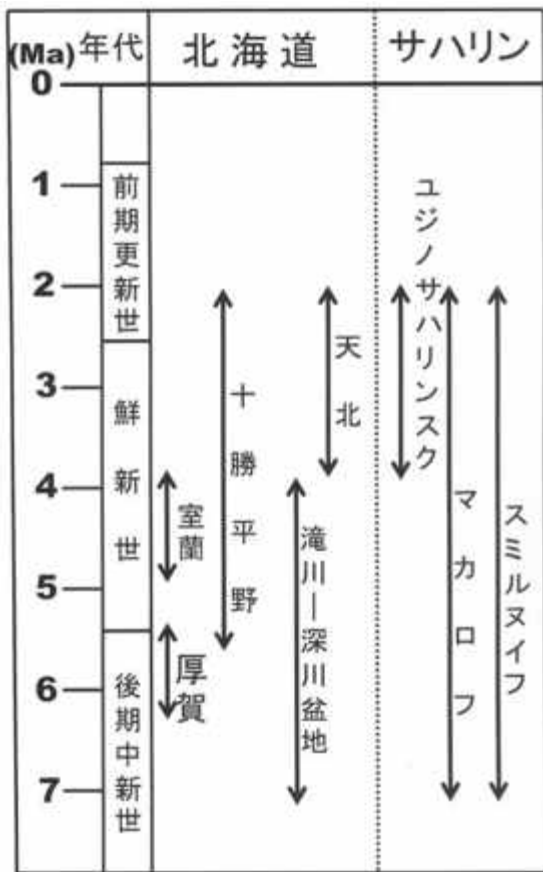 (Ma) 年代 北海道 サハリン
0
1
2
3
4
5
6
7
前期更新世
鮮新世
後期中新世
室蘭
厚賀
十勝平野
滝川―深川盆地
天北
ユジノサハリンスク
マカロフ
スミルヌイフ